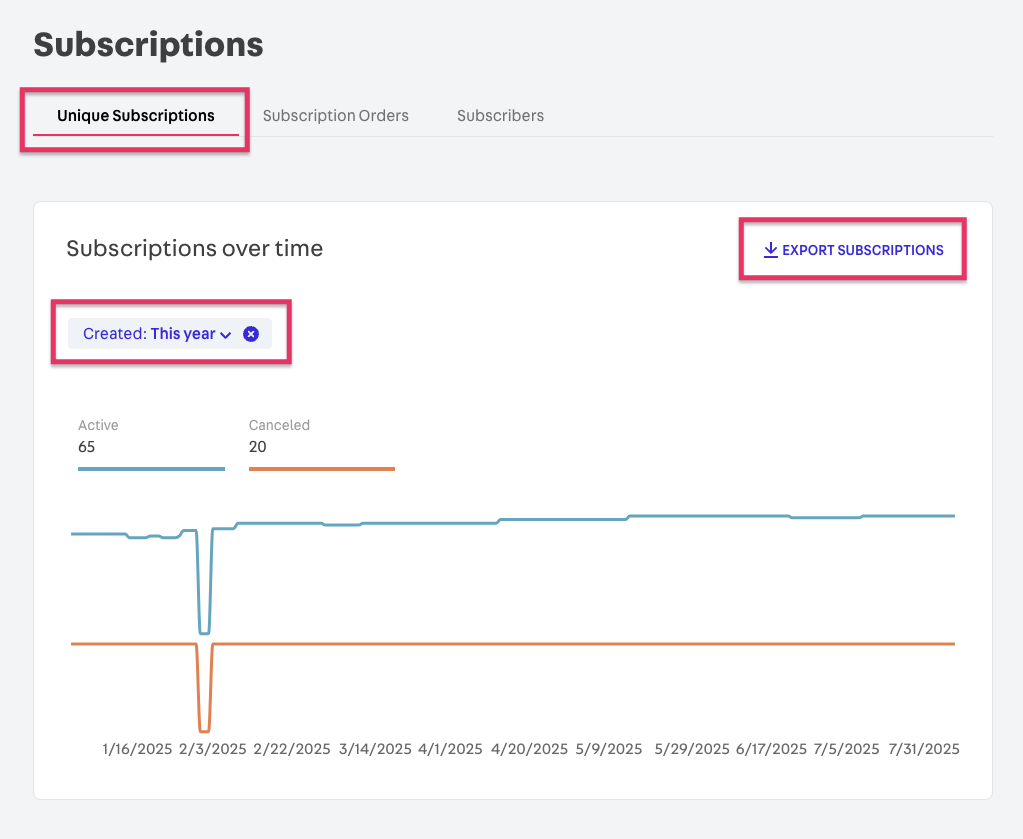 Subscriptions
Unique Subscriptions Subscription Orders Subscribers
Subscriptions over time
EXPORT SUBSCRIPTIONS
Created: This year
Active Canceled
65 20
1/16/2025 2/3/2025 2/22/2025 3/14/2025 4/1/2025 4/20/2025 5/9/2025 5/29/2025 6/17/2025 7/5/2025 7/31/2025